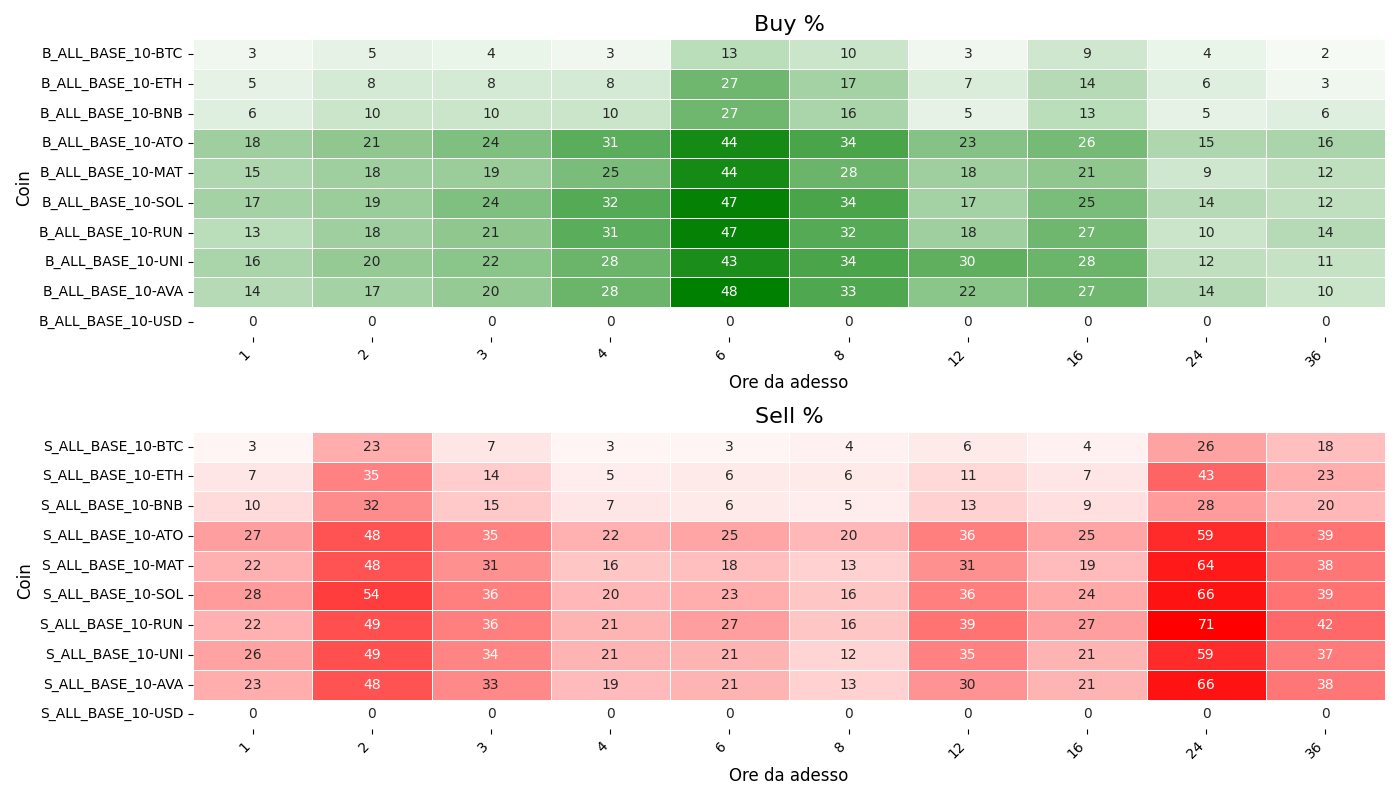 Buy %
Coin
B_ALL_BASE_10-BTC 3 5 4 3 13 10 3 9 4 2
B_ALL_BASE_10-ETH 5 8 8 8 27 17 7 14 6 3
B_ALL_BASE_10-BNB 6 10 10 10 27 16 5 13 5 6
B_ALL_BASE_10-ATO 18 21 24 31 44 34 23 26 15 16
B_ALL_BASE_10-MAT 15 18 19 25 44 28 18 21 9 12
B_ALL_BASE_10-SOL 17 19 24 32 47 34 17 25 14 12
B_ALL_BASE_10-RUN 13 18 21 31 47 32 18 27 10 14
B_ALL_BASE_10-UNI 16 20 22 28 43 34 30 28 12 11
B_ALL_BASE_10-AVA 14 17 20 28 48 33 22 27 14 10
B_ALL_BASE_10-USD 0 0 0 0 0 0 0 0 0 0
1 2 3 4 6 8 12 16 24 36
Ore da adesso
Sell %
Coin
S_ALL_BASE_10-BTC 3 23 7 3 3 4 6 4 26 18
S_ALL_BASE_10-ETH 7 35 14 5 6 6 11 7 43 23
S_ALL_BASE_10-BNB 10 32 15 7 6 5 13 9 28 20
S_ALL_BASE_10-ATO 27 48 35 22 25 20 36 25 59 39
S_ALL_BASE_10-MAT 22 48 31 16 18 13 31 19 64 38
S_ALL_BASE_10-SOL 28 54 36 20 23 16 36 24 66 39
S_ALL_BASE_10-RUN 22 49 36 21 27 16 39 27 71 42
S_ALL_BASE_10-UNI 26 49 34 21 21 12 35 21 59 37
S_ALL_BASE_10-AVA 23 48 33 19 21 13 30 21 66 38
S_ALL_BASE_10-USD 0 0 0 0 0 0 0 0 0 0
1 2 3 4 6 8 12 16 24 36
Ore da adesso